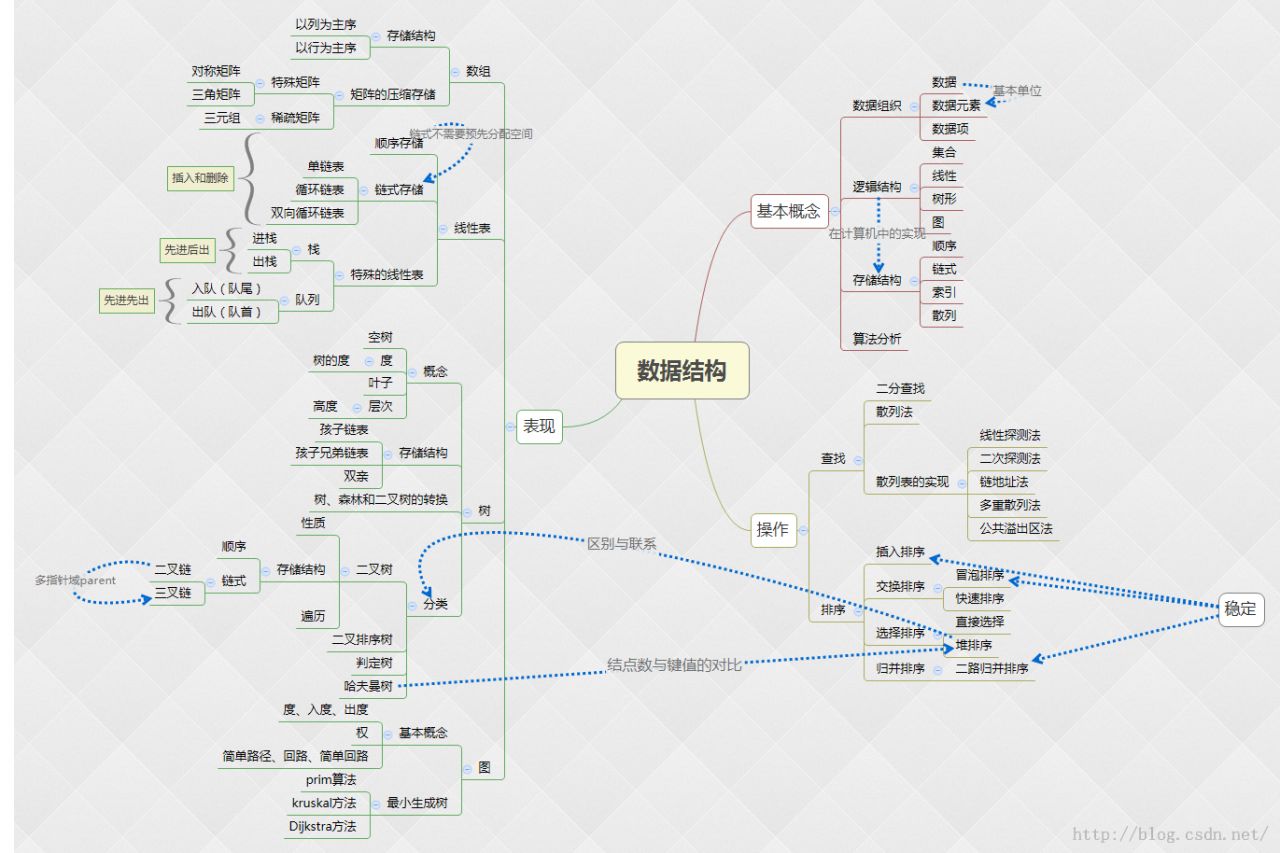 数据结构
基本概念
数据组织
数据
数据元素
数据项
基本单位
逻辑结构
集合
线性
树形
图
在计算机中的实现
存储结构
顺序
链式
索引
散列
算法分析
操作
查找
二分查找
散列法
散列表的实现
线性探测法
二次探测法
链地址法
多重散列法
公共溢出区法
排序
插入排序
交换排序
冒泡排序
快速排序
选择排序
直接选择
堆排序
归并排序
二路归并排序
稳定
表现
数组
存储结构
以列为主序
以行为主序
矩阵的压缩存储
特殊矩阵
对称矩阵
三角矩阵
稀疏矩阵
三元组
线性表
顺序存储
链式不需要预先分配空间
链式存储
单链表
循环链表
双向循环链表
插入和删除
特殊的线性表
栈
进栈
出栈
先进后出
队列
入队（队尾）
出队（队首）
先进先出
树
概念
空树
度
树的度
叶子
层次
高度
存储结构
孩子链表
孩子兄弟链表
双亲
树、森林和二叉树的转换
分类
二叉树
性质
存储结构
顺序
链式
二叉链
三叉链
多指针域parent
遍历
二叉排序树
判定树
哈夫曼树
区别与联系
结点数与键值的对比
图
基本概念
度、入度、出度
权
简单路径、回路、简单回路
最小生成树
prim算法
kruskal方法
Dijkstra方法
http://blog.csdn.net/